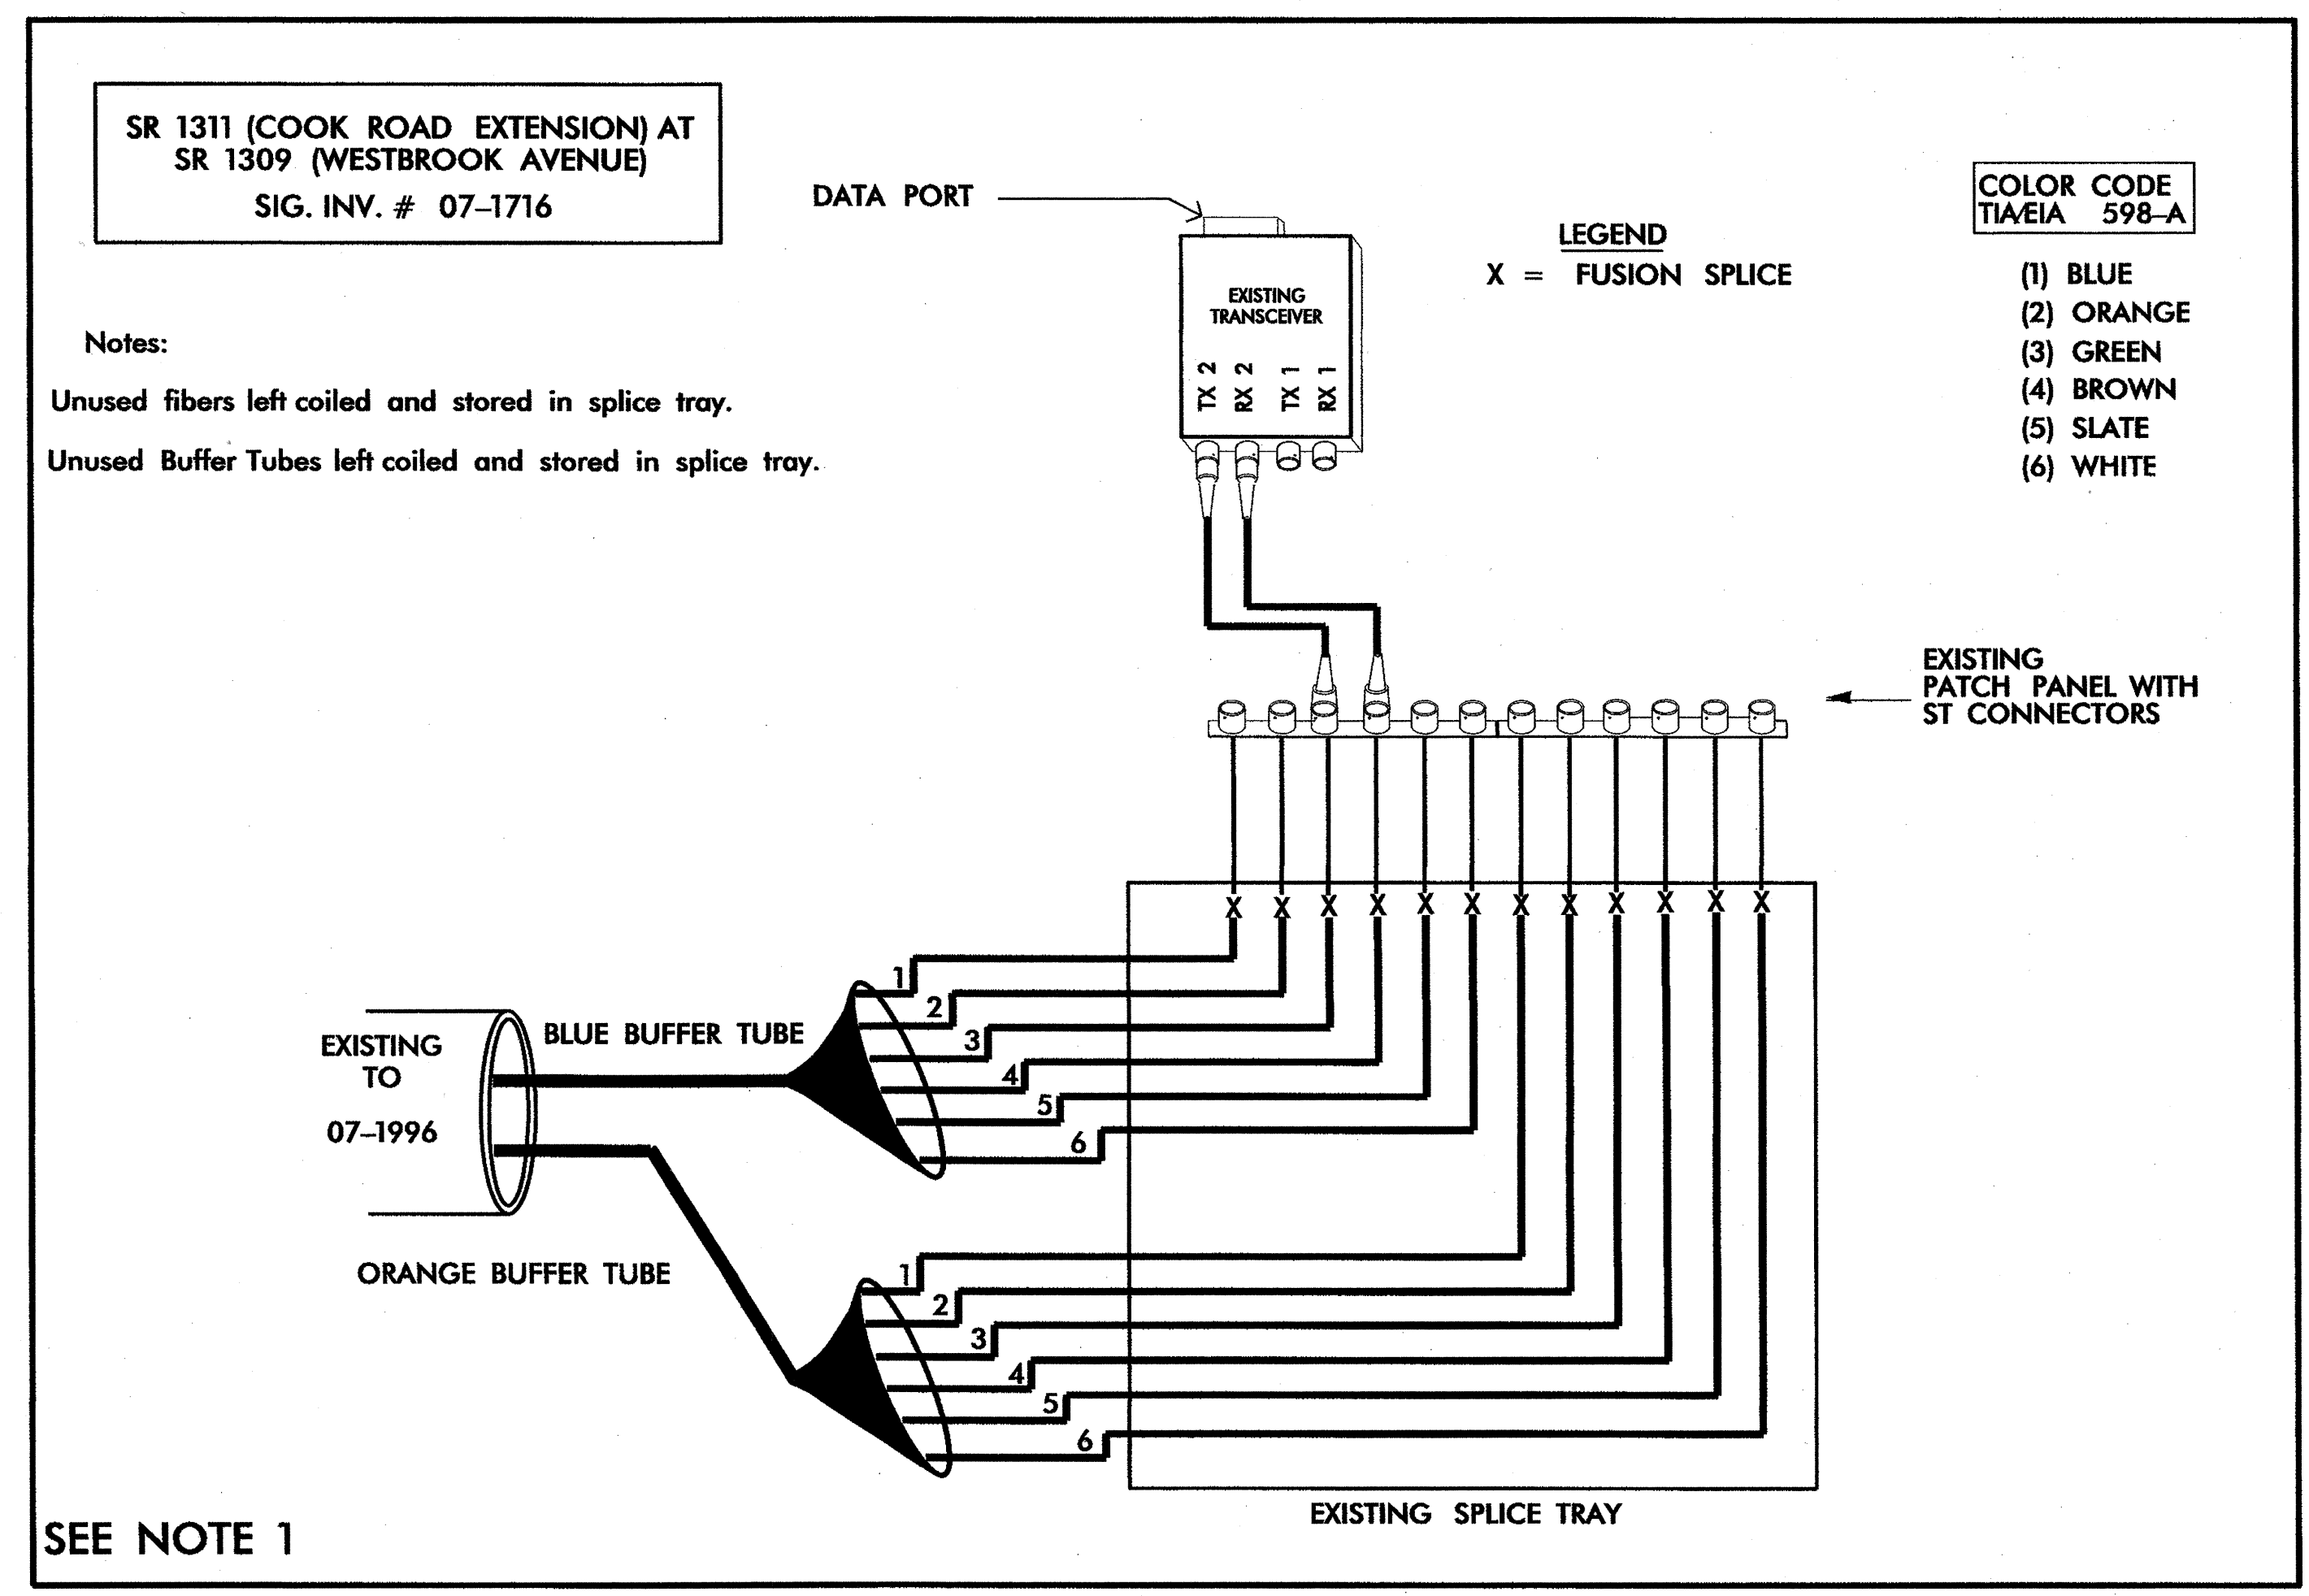 SR 1311 (COOK ROAD EXTENSION) AT
SR 1309 (WESTBROOK AVENUE)
SIG. INV. # 07-1716
Notes:
Unused fibers left coiled and stored in splice tray.
Unused Buffer Tubes left coiled and stored in splice tray.
DATA PORT
EXISTING
TRANSCEIVER
TX 2
RX 2
TX 1
RX 1
LEGEND
X = FUSION SPLICE
COLOR CODE
TIA/EIA 598-A
(1) BLUE
(2) ORANGE
(3) GREEN
(4) BROWN
(5) SLATE
(6) WHITE
EXISTING
PATCH PANEL WITH
ST CONNECTORS
X X X X X X X X X X X X
EXISTING
TO
07-1996
BLUE BUFFER TUBE
1
2
3
4
5
6
ORANGE BUFFER TUBE
1
2
3
4
5
6
EXISTING SPLICE TRAY
SEE NOTE 1